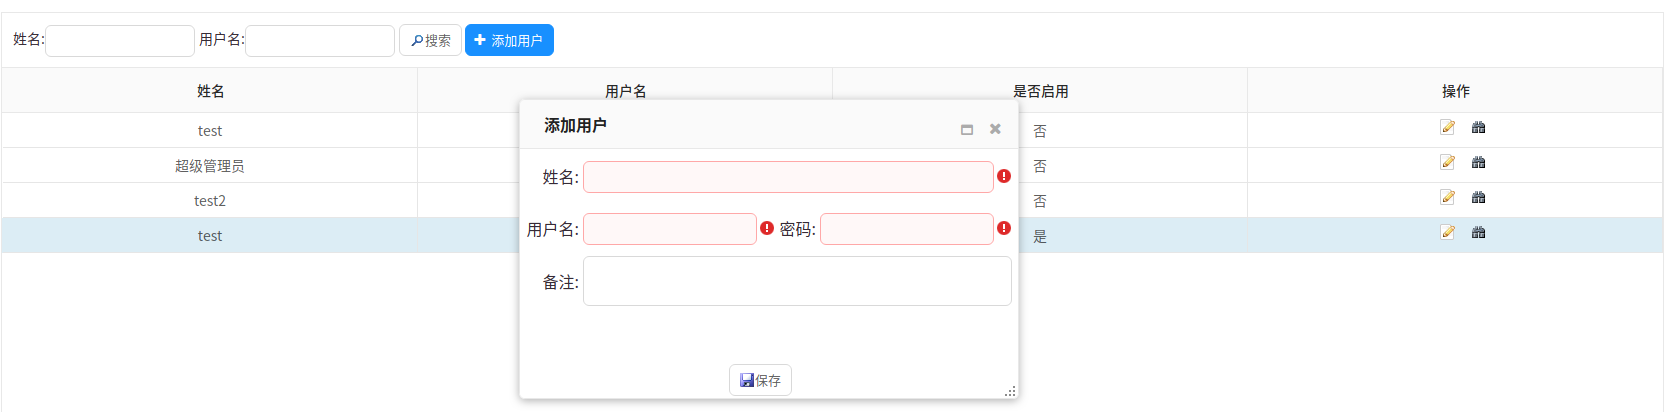 姓名: 用户名: 搜索 添加用户
姓名 用户名 是否启用 操作
test 否
超级管理员 否
test2 否
test 是
添加用户
姓名:
用户名: 密码:
备注:
保存